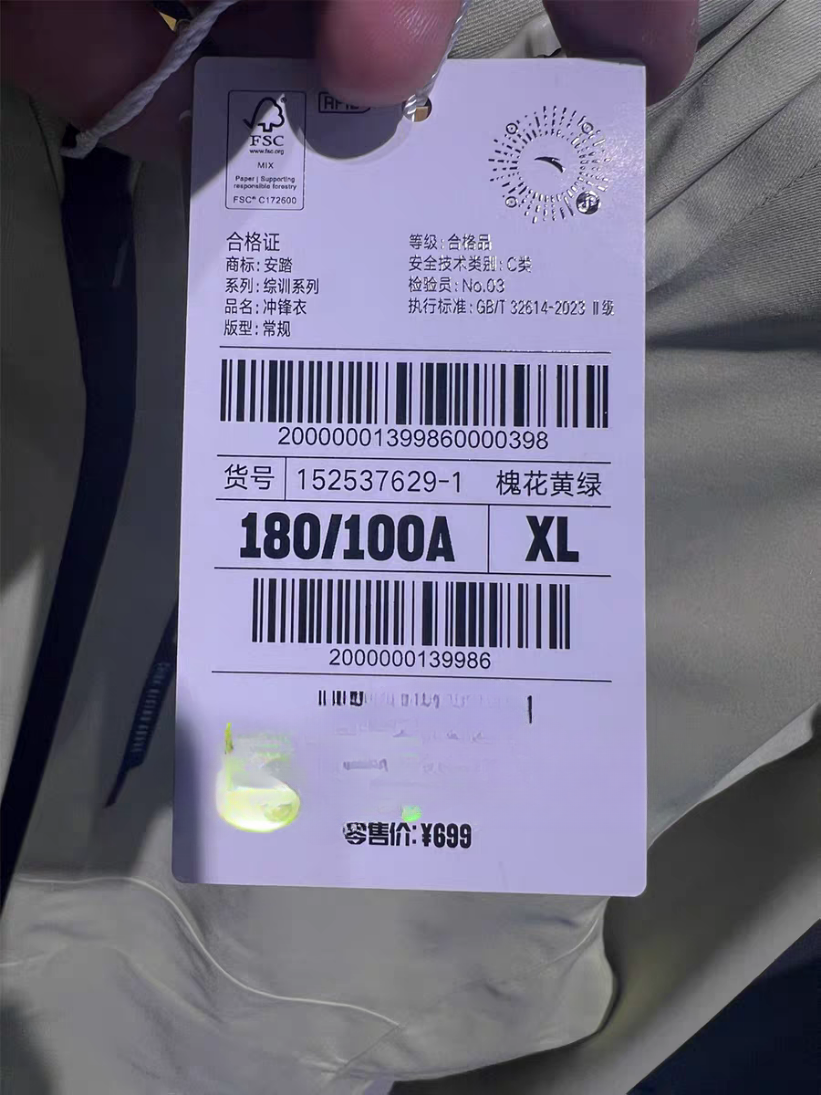 RFID
FSC
www.fsc.org
MIX
Paper | Supporting
responsible forestry
FSC® C172600
合格证
商标: 安踏
系列: 综训系列
品名: 冲锋衣
版型: 常规
等级: 合格品
安全技术类别: C类
检验员: No.03
执行标准: GB/T 32614-2023 Ⅱ级
20000001399860000398
货号 152537629-1 槐花黄绿
180/100A XL
2000000139986
零售价: ¥699